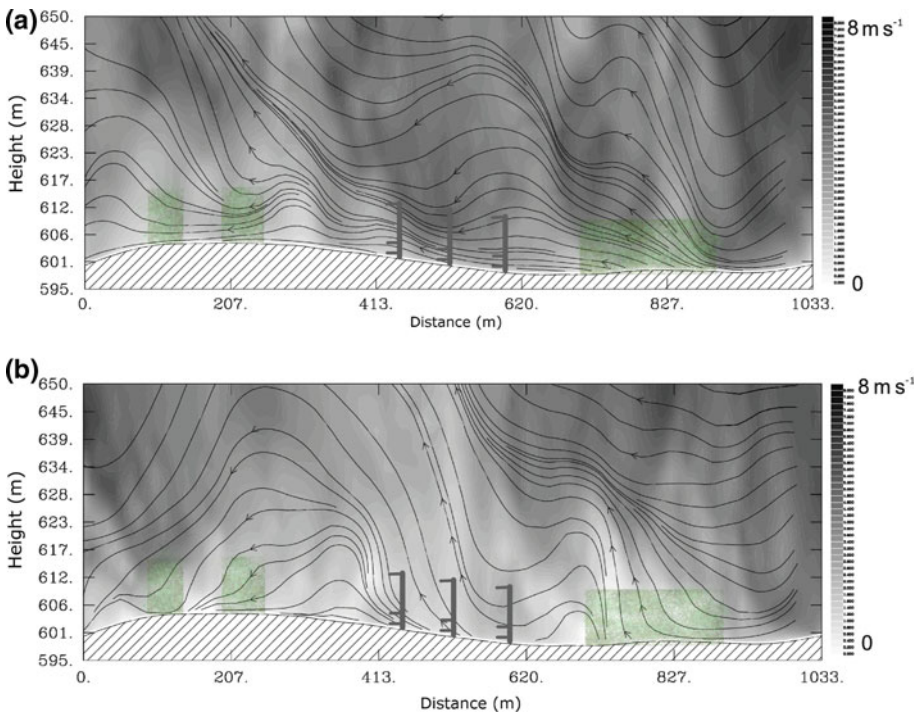 (a)
650.
645.
639.
634.
628.
623.
617.
612.
606.
601.
595.
Height (m)
0. 207. 413. 620. 827. 1033.
Distance (m)
8 m s-1
0
(b)
650.
645.
639.
634.
628.
623.
617.
612.
606.
601.
595.
Height (m)
0. 207. 413. 620. 827. 1033.
Distance (m)
8 m s-1
0